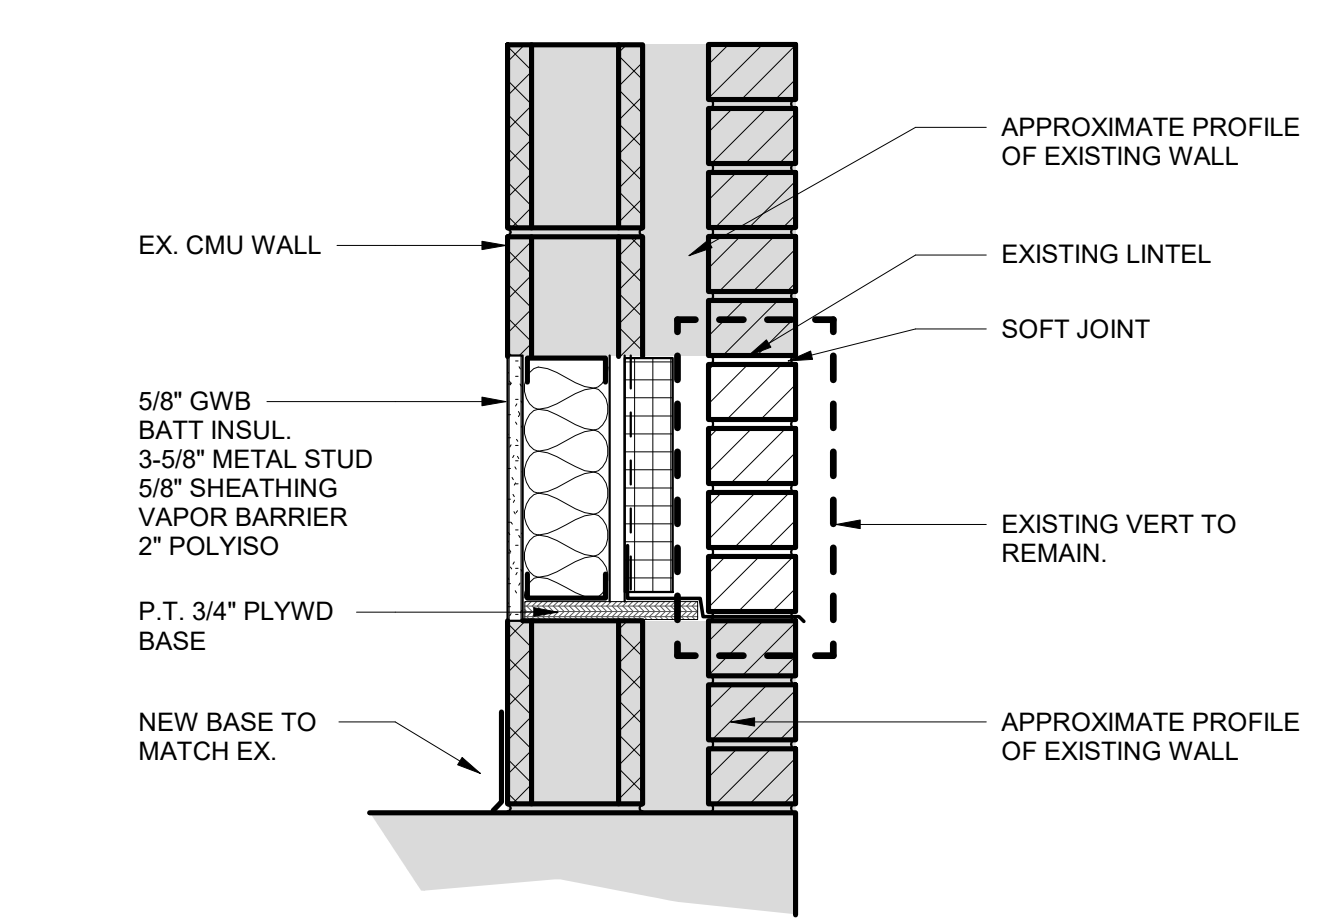 EX. CMU WALL
5/8" GWB
BATT INSUL.
3-5/8" METAL STUD
5/8" SHEATHING
VAPOR BARRIER
2" POLYISO
P.T. 3/4" PLYWD
BASE
NEW BASE TO
MATCH EX.
APPROXIMATE PROFILE
OF EXISTING WALL
EXISTING LINTEL
SOFT JOINT
EXISTING VERT TO
REMAIN.
APPROXIMATE PROFILE
OF EXISTING WALL